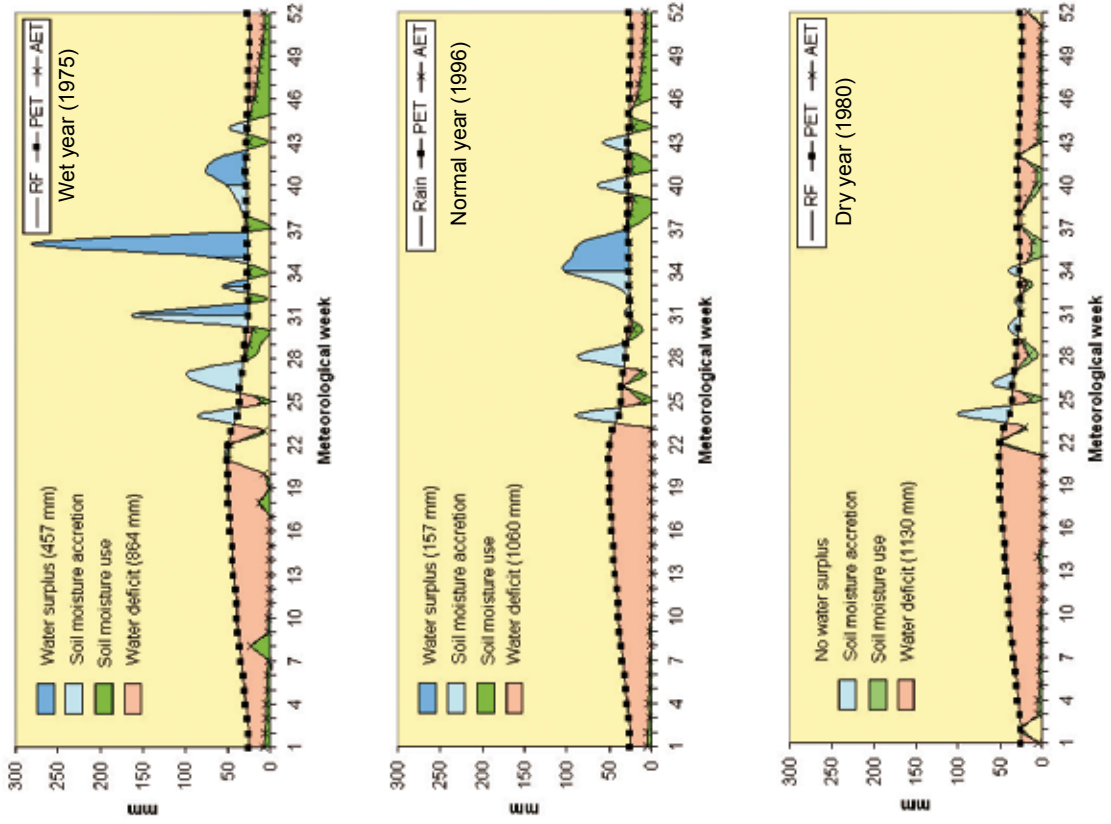 RF PET AET
Wet year (1975)
Water surplus (457 mm)
Soil moisture accretion
Soil moisture use
Water deficit (864 mm)
300
250
200
150
100
50
0
mm
1 4 7 10 13 16 19 22 25 28 31 34 37 40 43 46 49 52
Meteorological week
Rain PET AET
Normal year (1996)
Water surplus (157 mm)
Soil moisture accretion
Soil moisture use
Water deficit (1060 mm)
300
250
200
150
100
50
0
mm
1 4 7 10 13 16 19 22 25 28 31 34 37 40 43 46 49 52
Meteorological week
RF PET AET
Dry year (1980)
No water surplus
Soil moisture accretion
Soil moisture use
Water deficit (1130 mm)
300
250
200
150
100
50
0
mm
1 4 7 10 13 16 19 22 25 28 31 34 37 40 43 46 49 52
Meteorological week